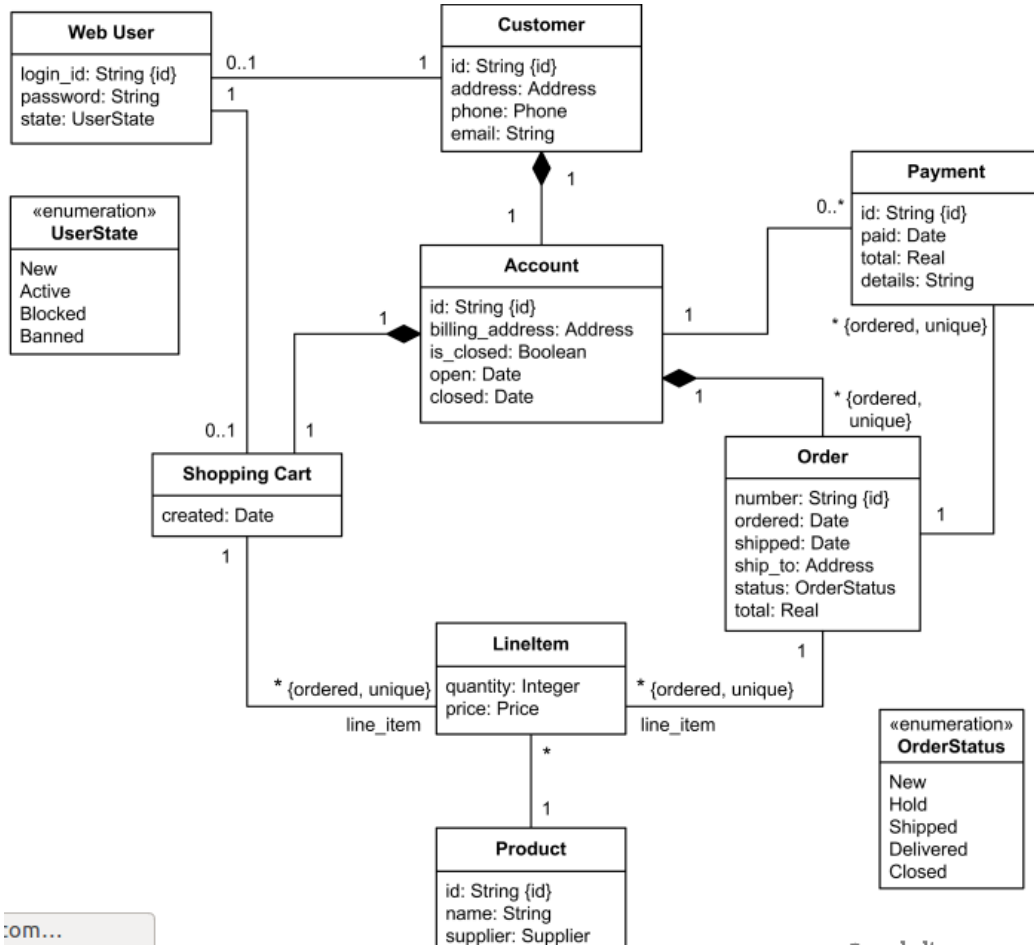 Web User
login_id: String {id}
password: String
state: UserState
0..1
1
1
Customer
id: String {id}
address: Address
phone: Phone
email: String
1
1
«enumeration»
UserState
New
Active
Blocked
Banned
Payment
id: String {id}
paid: Date
total: Real
details: String
0..*
* {ordered, unique}
Account
id: String {id}
billing_address: Address
is_closed: Boolean
open: Date
closed: Date
1
1
1
* {ordered,
unique}
0..1
1
Shopping Cart
created: Date
1
Order
number: String {id}
ordered: Date
shipped: Date
ship_to: Address
status: OrderStatus
total: Real
1
1
LineItem
quantity: Integer
price: Price
* {ordered, unique}
line_item
* {ordered, unique}
line_item
*
1
«enumeration»
OrderStatus
New
Hold
Shipped
Delivered
Closed
Product
id: String {id}
name: String
supplier: Supplier
com...